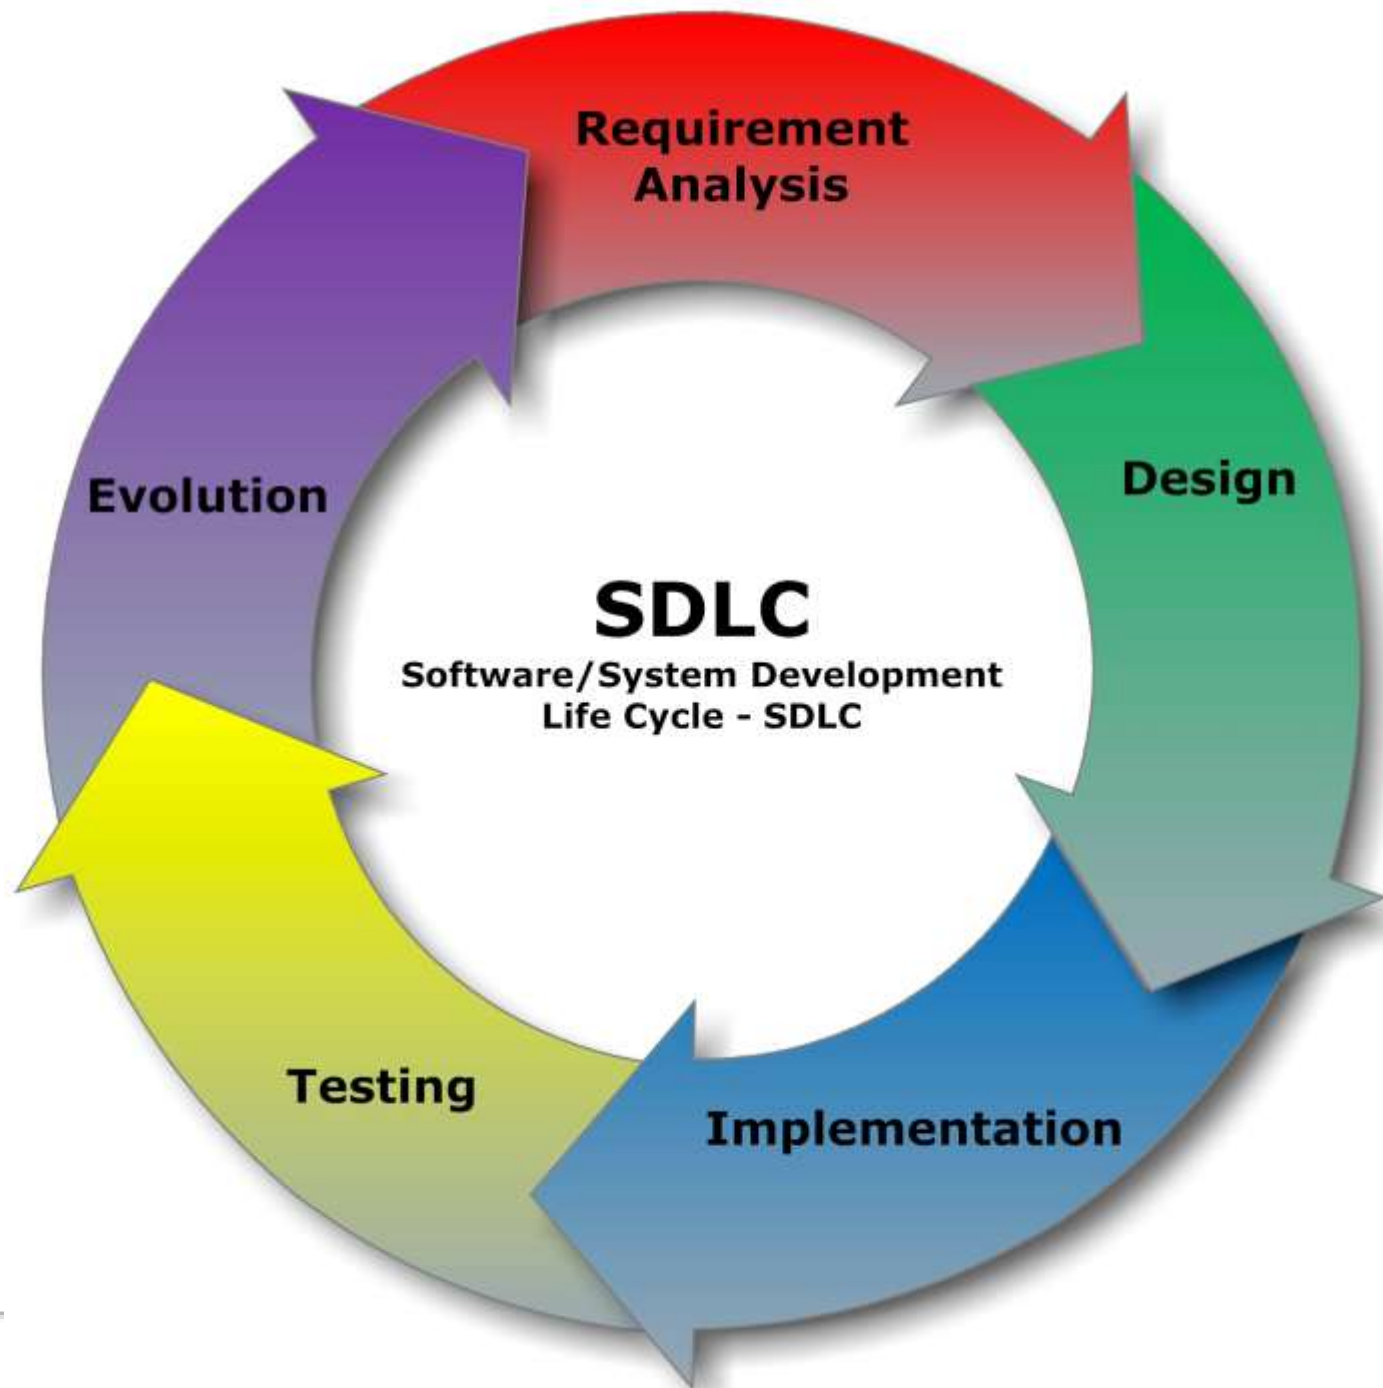 Requirement
Analysis
Design
Evolution
SDLC
Software/System Development
Life Cycle - SDLC
Testing
Implementation